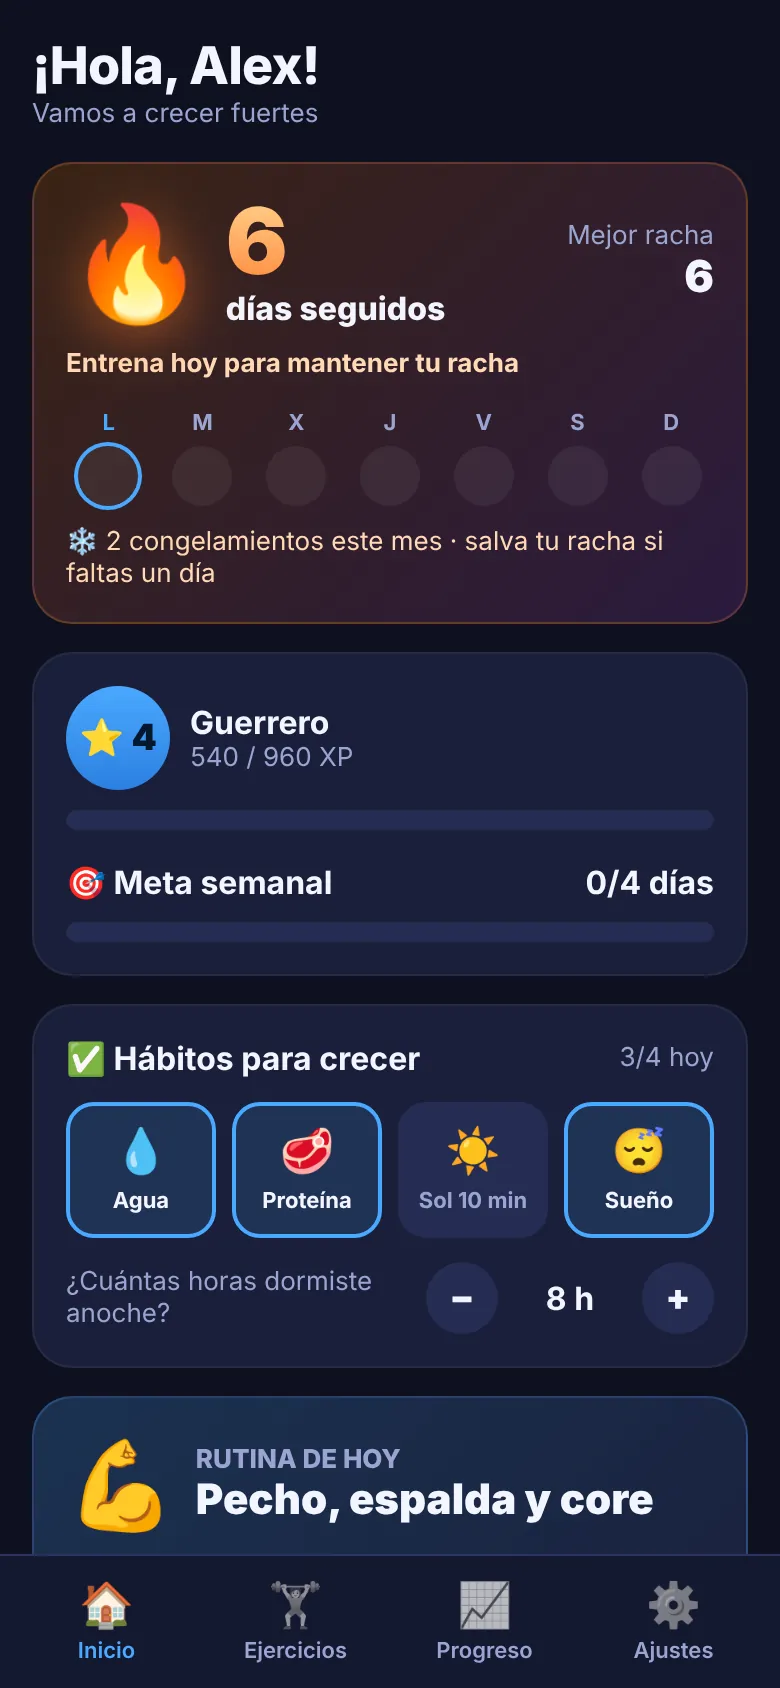 ¡Hola, Alex!
Vamos a crecer fuertes
6
días seguidos
Mejor racha
6
Entrena hoy para mantener tu racha
L M X J V S D
2 congelamientos este mes · salva tu racha si
faltas un día
4
Guerrero
540 / 960 XP
Meta semanal
0/4 días
Hábitos para crecer
3/4 hoy
Agua
Proteína
Sol 10 min
Sueño
¿Cuántas horas dormiste
anoche?
− 8 h +
RUTINA DE HOY
Pecho, espalda y core
Inicio
Ejercicios
Progreso
Ajustes